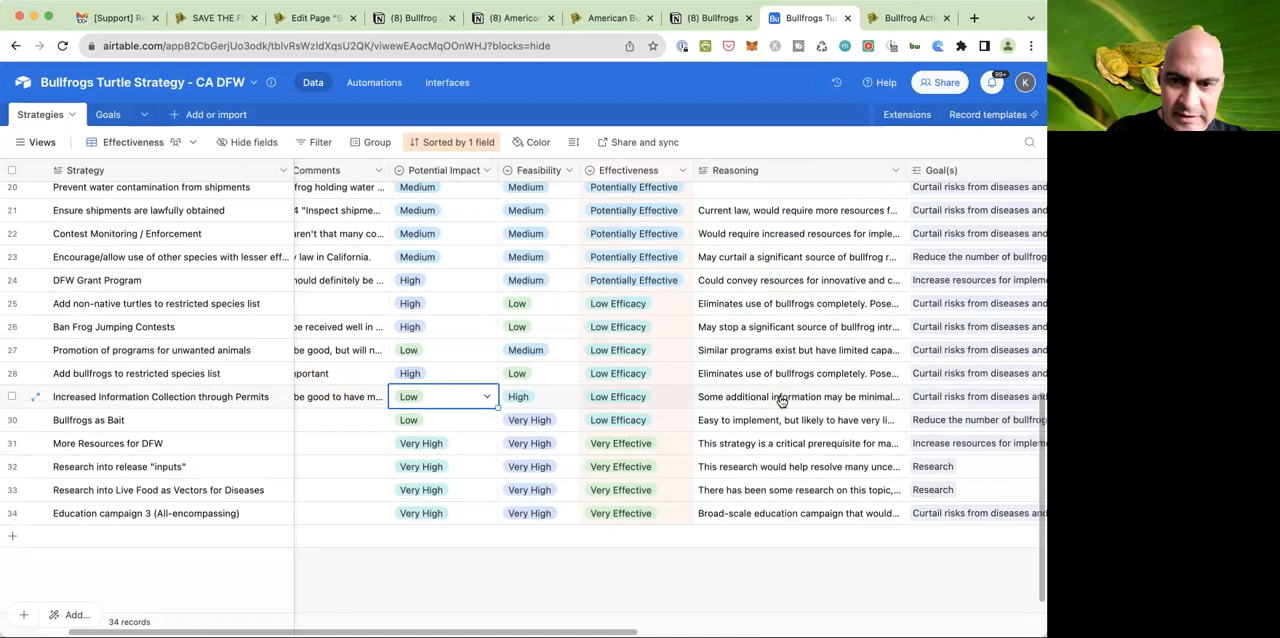 [Support] R
SAVE THE F
Edit Page "S
(8) Bullfrog
(8) American
American Bu
(8) Bullfrogs
Bullfrogs Tu
Bullfrog Acti
airtable.com/app82CbGerjUo3odk/tblvRsWzldXqsU2QK/viwewEAocMqOOnWHJ?blocks=hide
Bullfrogs Turtle Strategy - CA DFW
Data
Automations
Interfaces
Help
Share
99+
K
Strategies
Goals
Add or import
Extensions
Record templates
Views
Effectiveness
Hide fields
Filter
Group
Sorted by 1 field
Color
Share and sync
Strategy
Comments
Potential Impact
Feasibility
Effectiveness
Reasoning
Goal(s)
20 Prevent water contamination from shipments frog holding water ... Medium Medium Potentially Effective Curtail risks from diseases and
21 Ensure shipments are lawfully obtained 4 "Inspect shipme... Medium Medium Potentially Effective Current law, would require more resources f... Curtail risks from diseases and
22 Contest Monitoring / Enforcement aren't that many co... Medium Medium Potentially Effective Would require increased resources for imple... Curtail risks from diseases and
23 Encourage/allow use of other species with lesser eff... y law in California. Medium Medium Potentially Effective May curtail a significant source of bullfrog r... Reduce the number of bullfrog
24 DFW Grant Program hould definitely be ... High Medium Potentially Effective Could convey resources for innovative and c... Increase resources for implem
25 Add non-native turtles to restricted species list High Low Low Efficacy Eliminates use of bullfrogs completely. Pose... Curtail risks from diseases and
26 Ban Frog Jumping Contests be received well in ... High Low Low Efficacy May stop a significant source of bullfrog intr... Curtail risks from diseases and
27 Promotion of programs for unwanted animals be good, but will n... Low Medium Low Efficacy Similar programs exist but have limited capa... Curtail risks from diseases and
28 Add bullfrogs to restricted species list portant High Low Low Efficacy Eliminates use of bullfrogs completely. Pose... Curtail risks from diseases and
Increased Information Collection through Permits be good to have m... Low High Low Efficacy Some additional information may be minimal... Curtail risks from diseases and
30 Bullfrogs as Bait Low Very High Low Efficacy Easy to implement, but likely to have very li... Reduce the number of bullfrog
31 More Resources for DFW Very High Very High Very Effective This strategy is a critical prerequisite for ma... Increase resources for implem
32 Research into release "inputs" Very High Very High Very Effective This research would help resolve many unce... Research
33 Research into Live Food as Vectors for Diseases Very High Very High Very Effective There has been some research on this topic,... Research
34 Education campaign 3 (All-encompassing) Very High Very High Very Effective Broad-scale education campaign that would... Curtail risks from diseases and
Add...
34 records